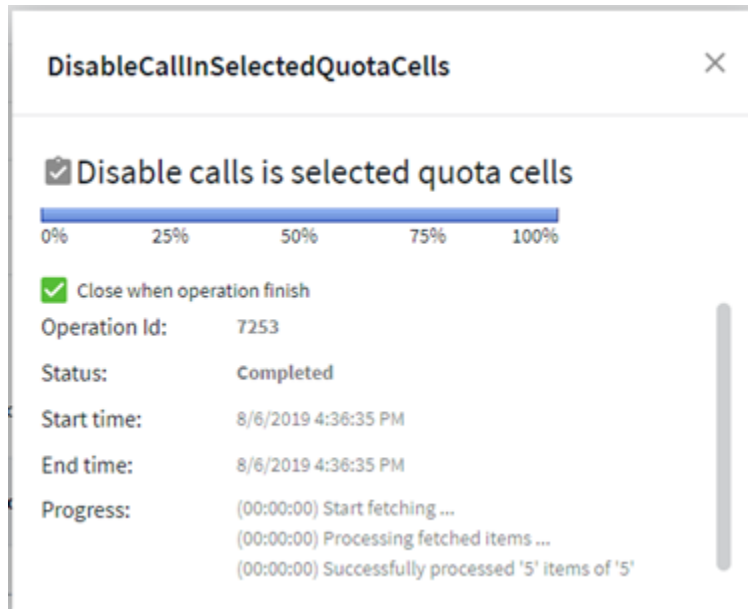 DisableCallInSelectedQuotaCells
Disable calls is selected quota cells
0% 25% 50% 75% 100%
Close when operation finish
Operation Id: 7253
Status: Completed
Start time: 8/6/2019 4:36:35 PM
End time: 8/6/2019 4:36:35 PM
Progress: (00:00:00) Start fetching ...
(00:00:00) Processing fetched items ...
(00:00:00) Successfully processed '5' items of '5'